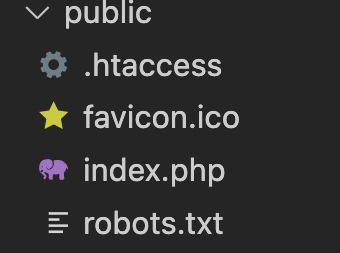 public
.htaccess
favicon.ico
index.php
robots.txt